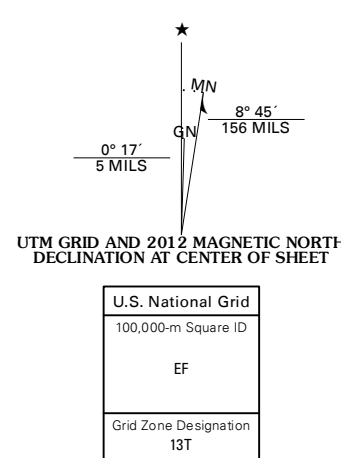 MN
8° 45´
156 MILS
GN
0° 17´
5 MILS
UTM GRID AND 2012 MAGNETIC NORTH
DECLINATION AT CENTER OF SHEET
U.S. National Grid
100,000-m Square ID
EF
Grid Zone Designation
13T